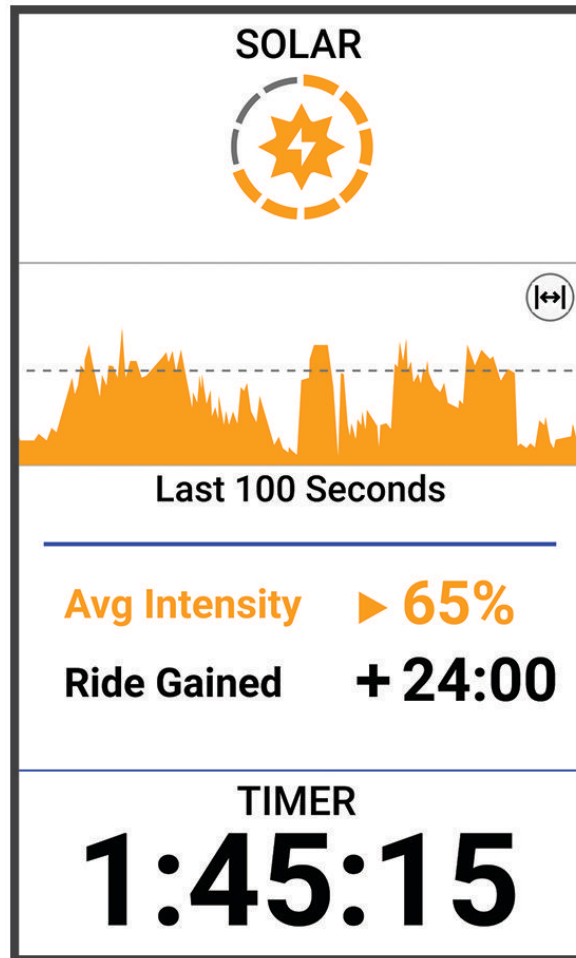 SOLAR
Last 100 Seconds
Avg Intensity 65%
Ride Gained +24:00
TIMER
1:45:15